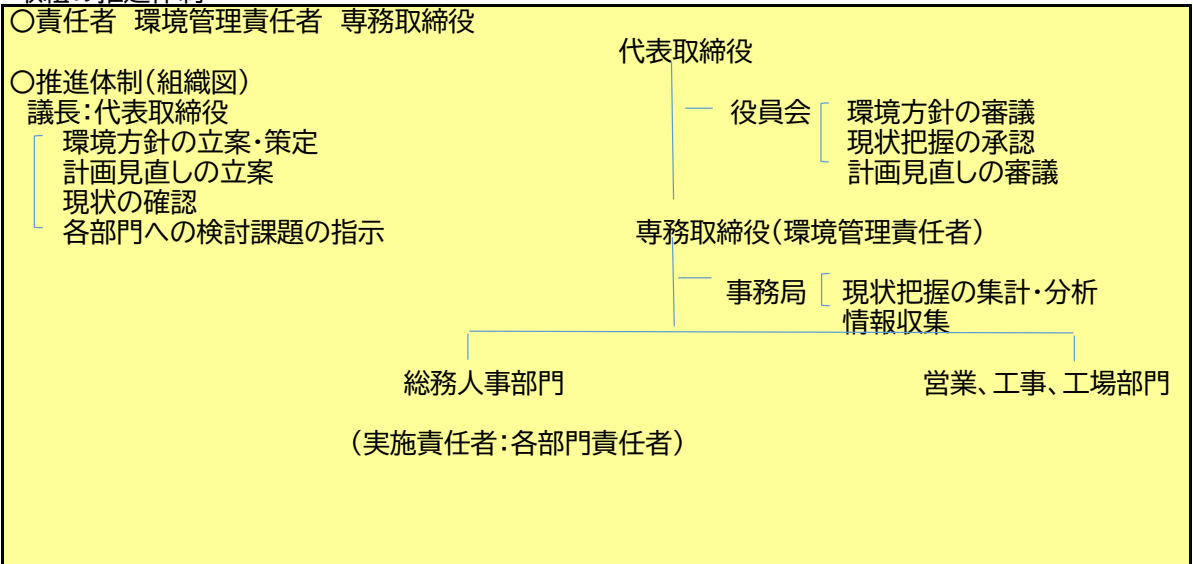 ○責任者 環境管理責任者 専務取締役
代表取締役
○推進体制(組織図)
議長:代表取締役
環境方針の立案・策定
計画見直しの立案
現状の確認
各部門への検討課題の指示
役員会
環境方針の審議
現状把握の承認
計画見直しの審議
専務取締役(環境管理責任者)
事務局
現状把握の集計・分析
情報収集
総務人事部門
営業、工事、工場部門
(実施責任者:各部門責任者)